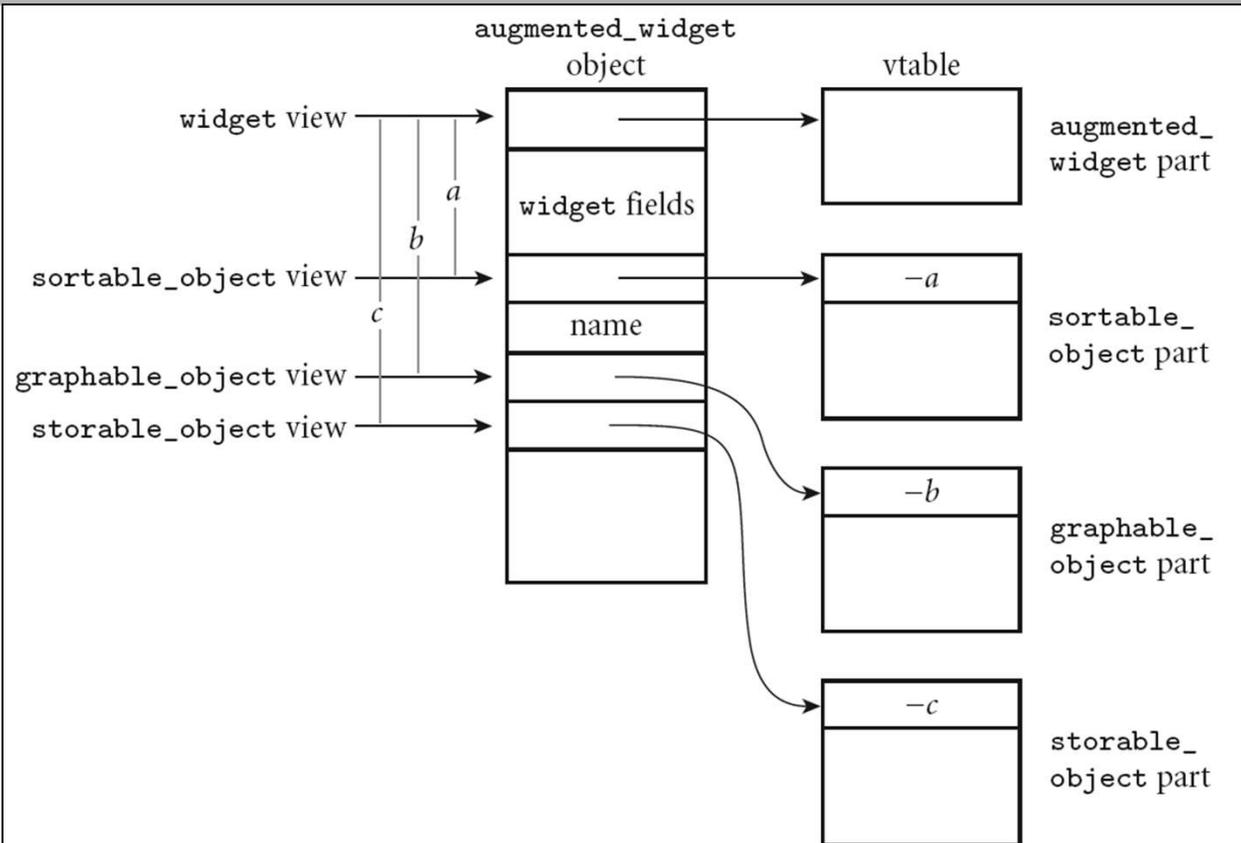 augmented_widget
object
vtable
widget view
augmented_
widget part
a
widget fields
b
sortable_object view
−a
c
name
sortable_
object part
graphable_object view
storable_object view
−b
graphable_
object part
−c
storable_
object part